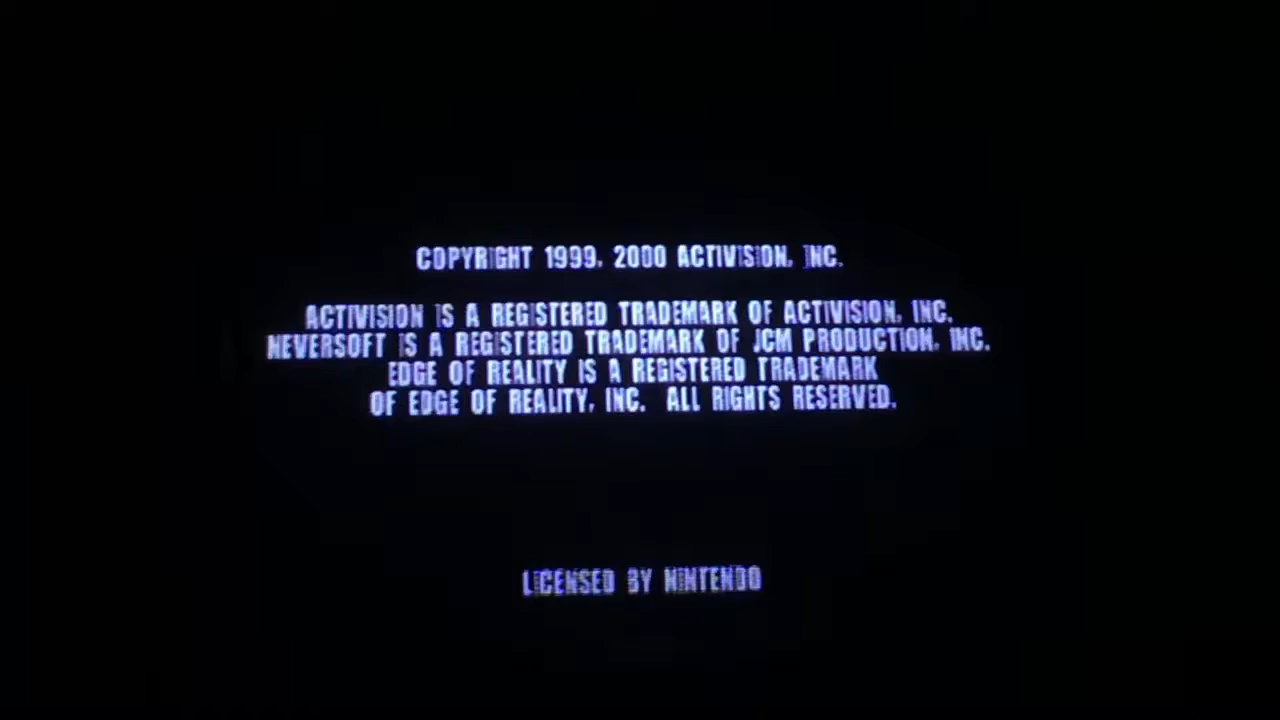 COPYRIGHT 1999, 2000 ACTIVISION, INC.
ACTIVISION IS A REGISTERED TRADEMARK OF ACTIVISION, INC.
NEVERSOFT IS A REGISTERED TRADEMARK OF JCM PRODUCTION, INC.
EDGE OF REALITY IS A REGISTERED TRADEMARK
OF EDGE OF REALITY, INC. ALL RIGHTS RESERVED.
LICENSED BY NINTENDO